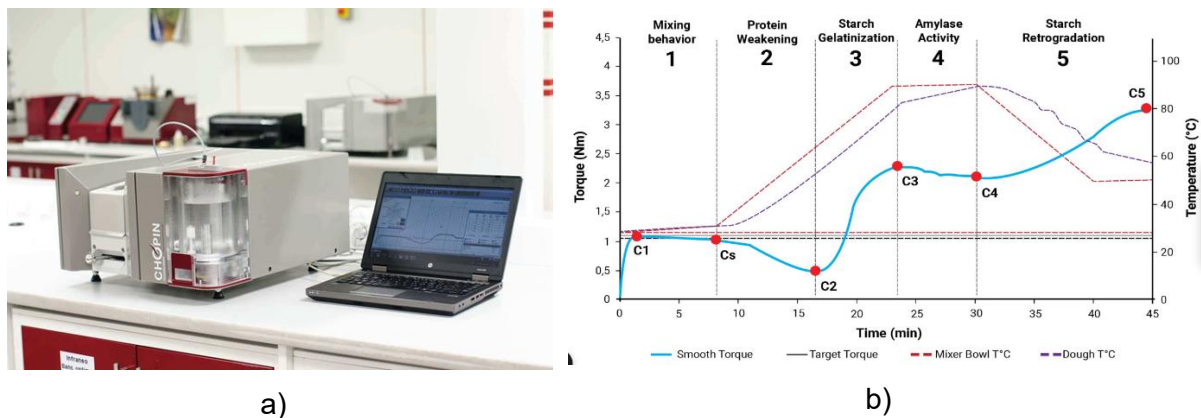 CHOPIN
Infraneo
a)
Mixing
behavior
1
Protein
Weakening
2
Starch
Gelatinization
3
Amylase
Activity
4
Starch
Retrogradation
5
4,5
4
3,5
3
2,5
2
1,5
1
0,5
0
Torque (Nm)
100
80
60
40
30
20
10
0
Temperature (°C)
C1
Cs
C2
C3
C4
C5
0 5 10 15 20 25 30 35 40 45
Time (min)
Smooth Torque Target Torque Mixer Bowl T°C Dough T°C
b)